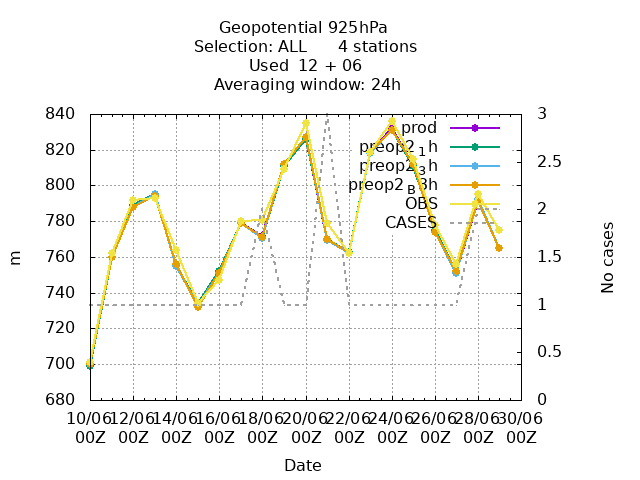 Geopotential 925hPa
Selection: ALL 4 stations
Used 12 + 06
Averaging window: 24h
840
820
800
780
760
740
720
700
680
3
2.5
2
1.5
1
0.5
0
m
No cases
prod
preop2_1h
preop2_3h
preop2_B3h
OBS
CASES
10/06 12/06 14/06 16/06 18/06 20/06 22/06 24/06 26/06 28/06 30/06
00Z 00Z 00Z 00Z 00Z 00Z 00Z 00Z 00Z 00Z 00Z
Date